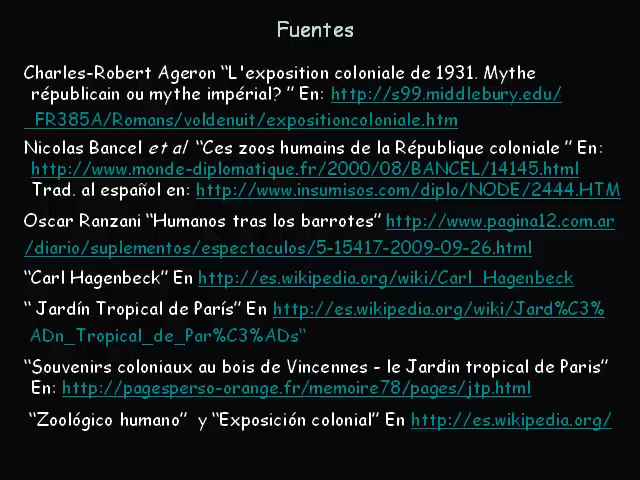 Fuentes
Charles-Robert Ageron “L'exposition coloniale de 1931. Mythe
républicain ou mythe impérial? ” En: http://s99.middlebury.edu/
FR385A/Romans/voldenuit/expositioncoloniale.htm
Nicolas Bancel et al “Ces zoos humains de la République coloniale ” En:
http://www.monde-diplomatique.fr/2000/08/BANCEL/14145.html
Trad. al español en: http://www.insumisos.com/diplo/NODE/2444.HTM
Oscar Ranzani “Humanos tras los barrotes” http://www.pagina12.com.ar
/diario/suplementos/espectaculos/5-15417-2009-09-26.html
“Carl Hagenbeck” En http://es.wikipedia.org/wiki/Carl_Hagenbeck
“ Jardín Tropical de París” En http://es.wikipedia.org/wiki/Jard%C3%
ADn_Tropical_de_Par%C3%ADs“
“Souvenirs coloniaux au bois de Vincennes - le Jardin tropical de Paris”
En: http://pagesperso-orange.fr/memoire78/pages/jtp.html
“Zoológico humano” y “Exposición colonial” En http://es.wikipedia.org/